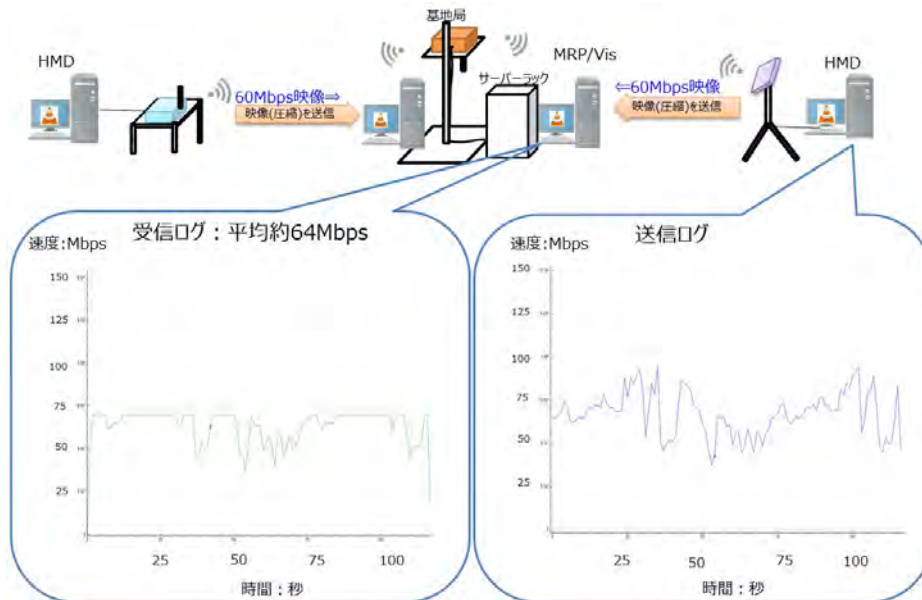 基地局
HMD
MRP/Vis
HMD
サーバーラック
60Mbps映像⇒
映像(圧縮)を送信
⇐60Mbps映像
映像(圧縮)を送信
受信ログ：平均約64Mbps
速度:Mbps
150
100
75
50
25
25
50
75
100
時間：秒
送信ログ
速度:Mbps
150
100
75
50
25
25
50
75
100
時間：秒